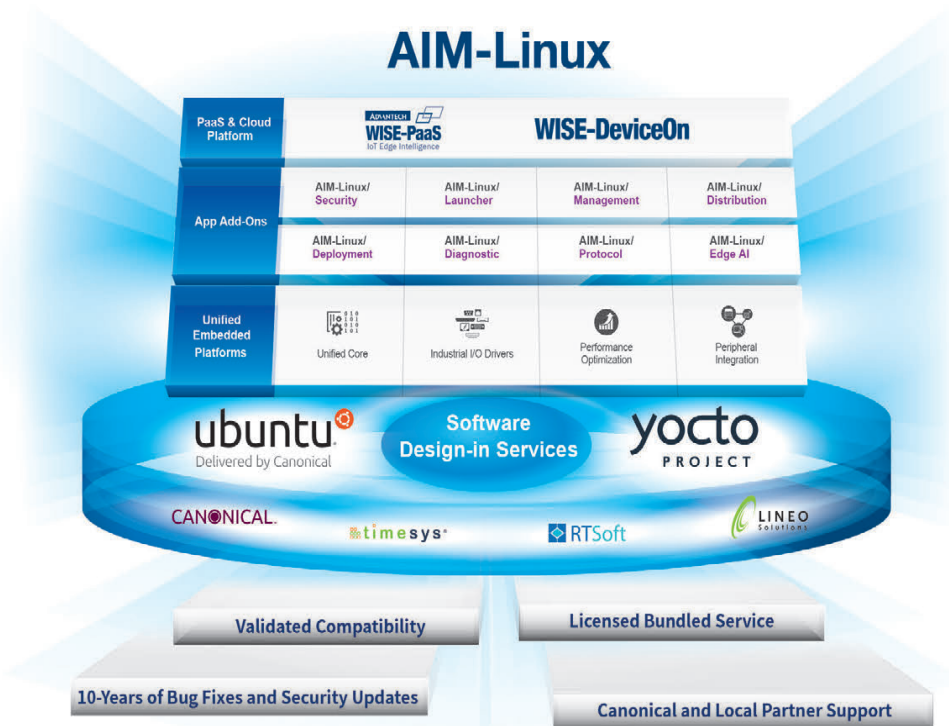 AIM-Linux
PaaS & Cloud
Platform
ADVANTECH
WISE-PaaS
IoT Edge Intelligence
WISE-DeviceOn
App Add-Ons
AIM-Linux/
Security
AIM-Linux/
Launcher
AIM-Linux/
Management
AIM-Linux/
Distribution
AIM-Linux/
Deployment
AIM-Linux/
Diagnostic
AIM-Linux/
Protocol
AIM-Linux/
Edge AI
Unified
Embedded
Platforms
010
101
010
101
Unified Core
Industrial I/O Drivers
Performance
Optimization
Peripheral
Integration
ubuntu
Delivered by Canonical
Software
Design-in Services
yocto
PROJECT
CANONICAL
timesys
RTSoft
LINEO
Solutions
Validated Compatibility
Licensed Bundled Service
10-Years of Bug Fixes and Security Updates
Canonical and Local Partner Support